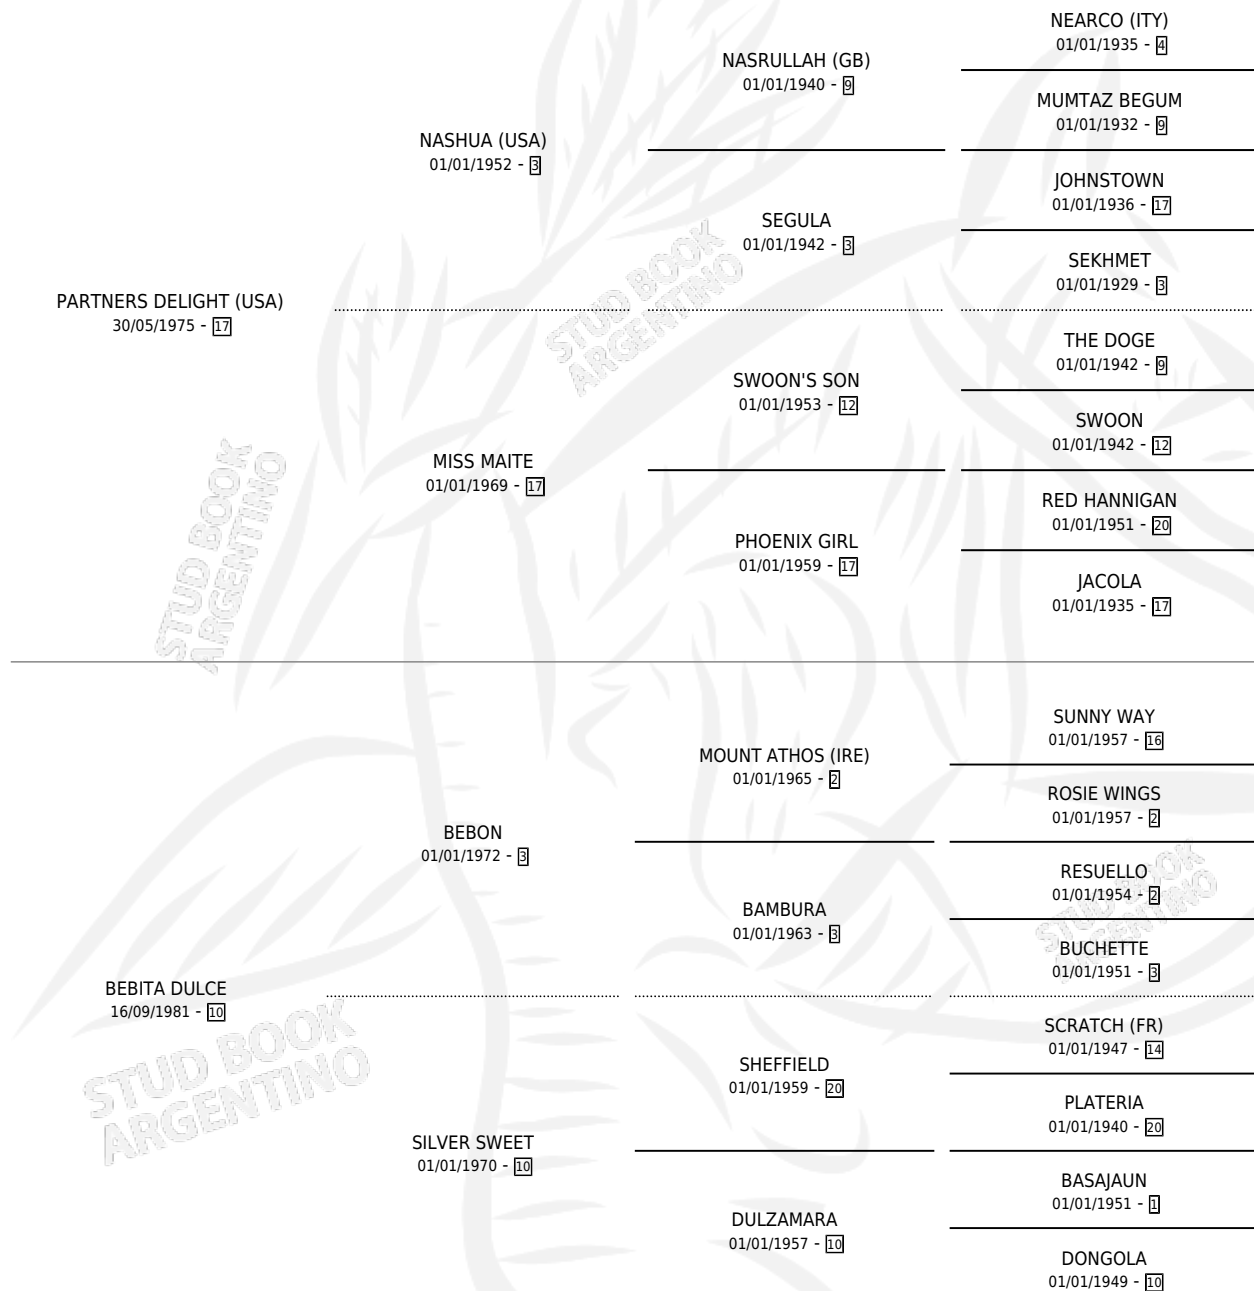 NEARCO (ITY)
01/01/1935 - 4
NASRULLAH (GB)
01/01/1940 - 9
MUMTAZ BEGUM
01/01/1932 - 9
NASHUA (USA)
01/01/1952 - 3
JOHNSTOWN
01/01/1936 - 17
SEGULA
01/01/1942 - 3
SEKHMET
01/01/1929 - 3
PARTNERS DELIGHT (USA)
30/05/1975 - 17
THE DOGE
01/01/1942 - 9
SWOON'S SON
01/01/1953 - 12
SWOON
01/01/1942 - 12
MISS MAITE
01/01/1969 - 17
RED HANNIGAN
01/01/1951 - 20
PHOENIX GIRL
01/01/1959 - 17
JACOLA
01/01/1935 - 17
SUNNY WAY
01/01/1957 - 16
MOUNT ATHOS (IRE)
01/01/1965 - 2
ROSIE WINGS
01/01/1957 - 2
BEBON
01/01/1972 - 3
RESUELLO
01/01/1954 - 2
BAMBURA
01/01/1963 - 3
BUCHETTE
01/01/1951 - 3
BEBITA DULCE
16/09/1981 - 10
SCRATCH (FR)
01/01/1947 - 14
SHEFFIELD
01/01/1959 - 20
PLATERIA
01/01/1940 - 20
SILVER SWEET
01/01/1970 - 10
BASAJAUN
01/01/1951 - 1
DULZAMARA
01/01/1957 - 10
DONGOLA
01/01/1949 - 10
STUD BOOK
ARGENTINO
STUD BOOK
ARGENTINO
STUD BOOK
ARGENTINO
STUD BOOK
ARGENTINO